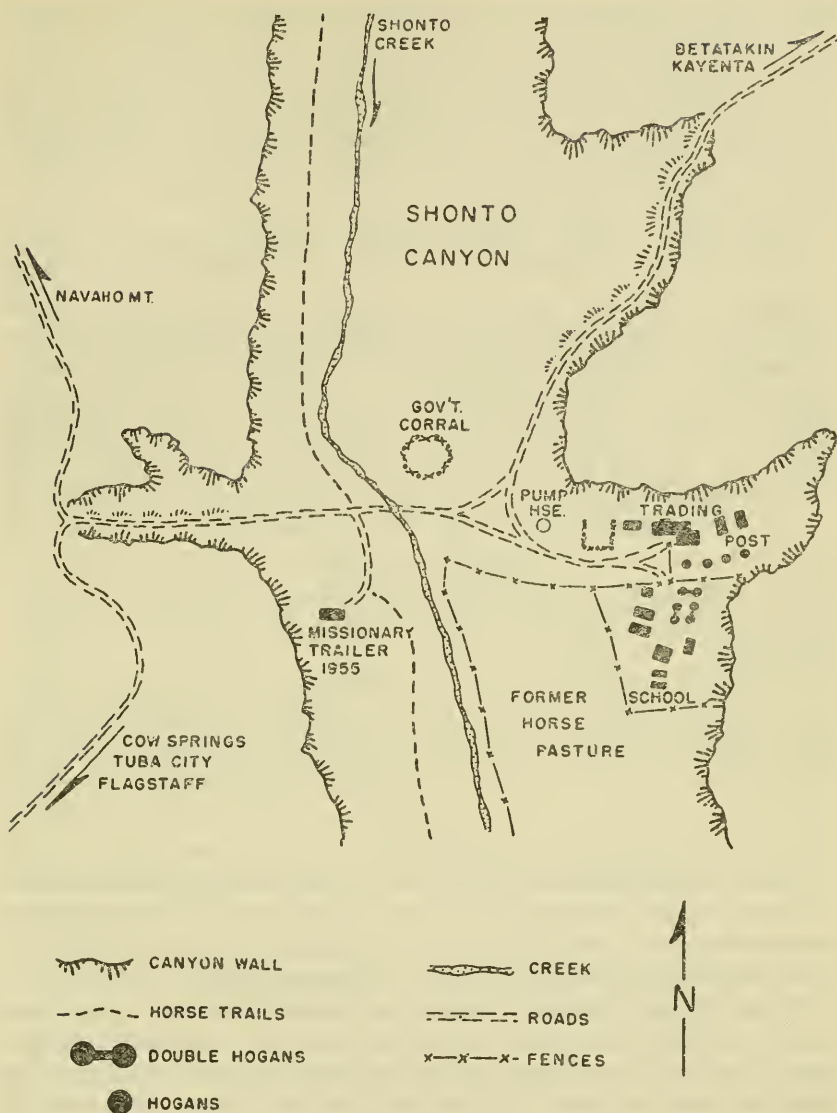 SHONTO
CREEK
BETATAKIN
KAYENTA
SHONTO
CANYON
NAVAHO MT.
GOV'T.
CORRAL
PUMP
HSE.
TRADING
POST
MISSIONARY
TRAILER
1955
SCHOOL
FORMER
HORSE
PASTURE
COW SPRINGS
TUBA CITY
FLAGSTAFF
CANYON WALL
CREEK
HORSE TRAILS
ROADS
DOUBLE HOGANS
FENCES
HOGANS
N